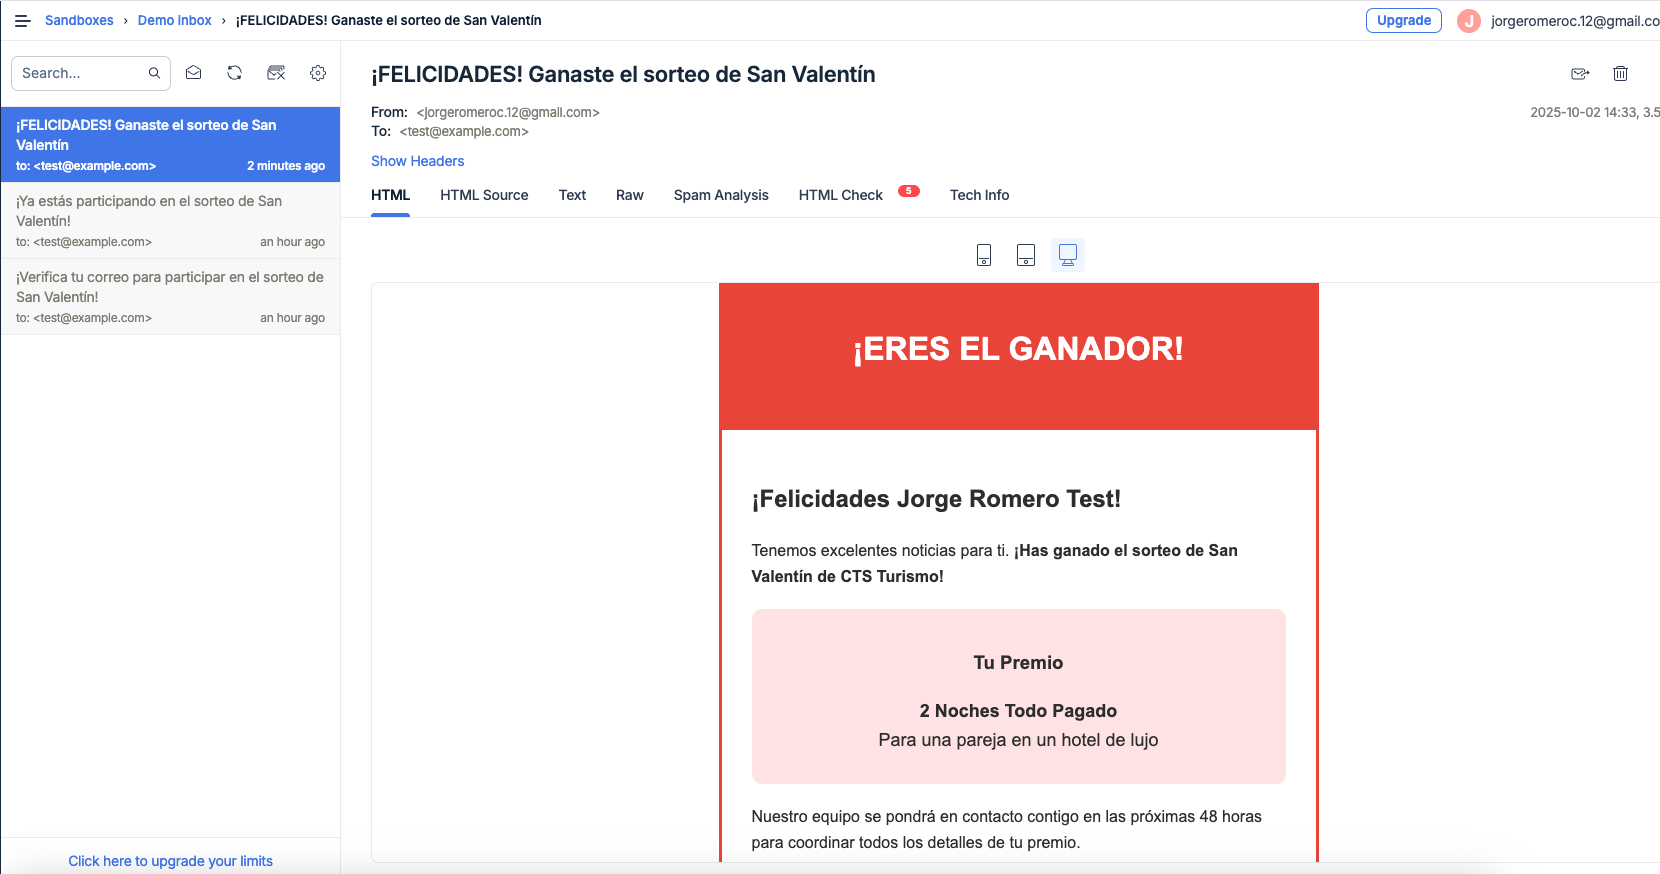 Sandboxes › Demo inbox › ¡FELICIDADES! Ganaste el sorteo de San Valentín
Upgrade
J
jorgeromeroc.12@gmail.co
Search...
¡FELICIDADES! Ganaste el sorteo de San
Valentín
to: <test@example.com>
2 minutes ago
¡Ya estás participando en el sorteo de San
Valentín!
to: <test@example.com>
an hour ago
¡Verifica tu correo para participar en el sorteo de
San Valentín!
to: <test@example.com>
an hour ago
Click here to upgrade your limits
¡FELICIDADES! Ganaste el sorteo de San Valentín
From: <jorgeromeroc.12@gmail.com>
2025-10-02 14:33, 3.5
To: <test@example.com>
Show Headers
HTML
HTML Source
Text
Raw
Spam Analysis
HTML Check
5
Tech Info
¡ERES EL GANADOR!
¡Felicidades Jorge Romero Test!
Tenemos excelentes noticias para ti. ¡Has ganado el sorteo de San
Valentín de CTS Turismo!
Tu Premio
2 Noches Todo Pagado
Para una pareja en un hotel de lujo
Nuestro equipo se pondrá en contacto contigo en las próximas 48 horas
para coordinar todos los detalles de tu premio.